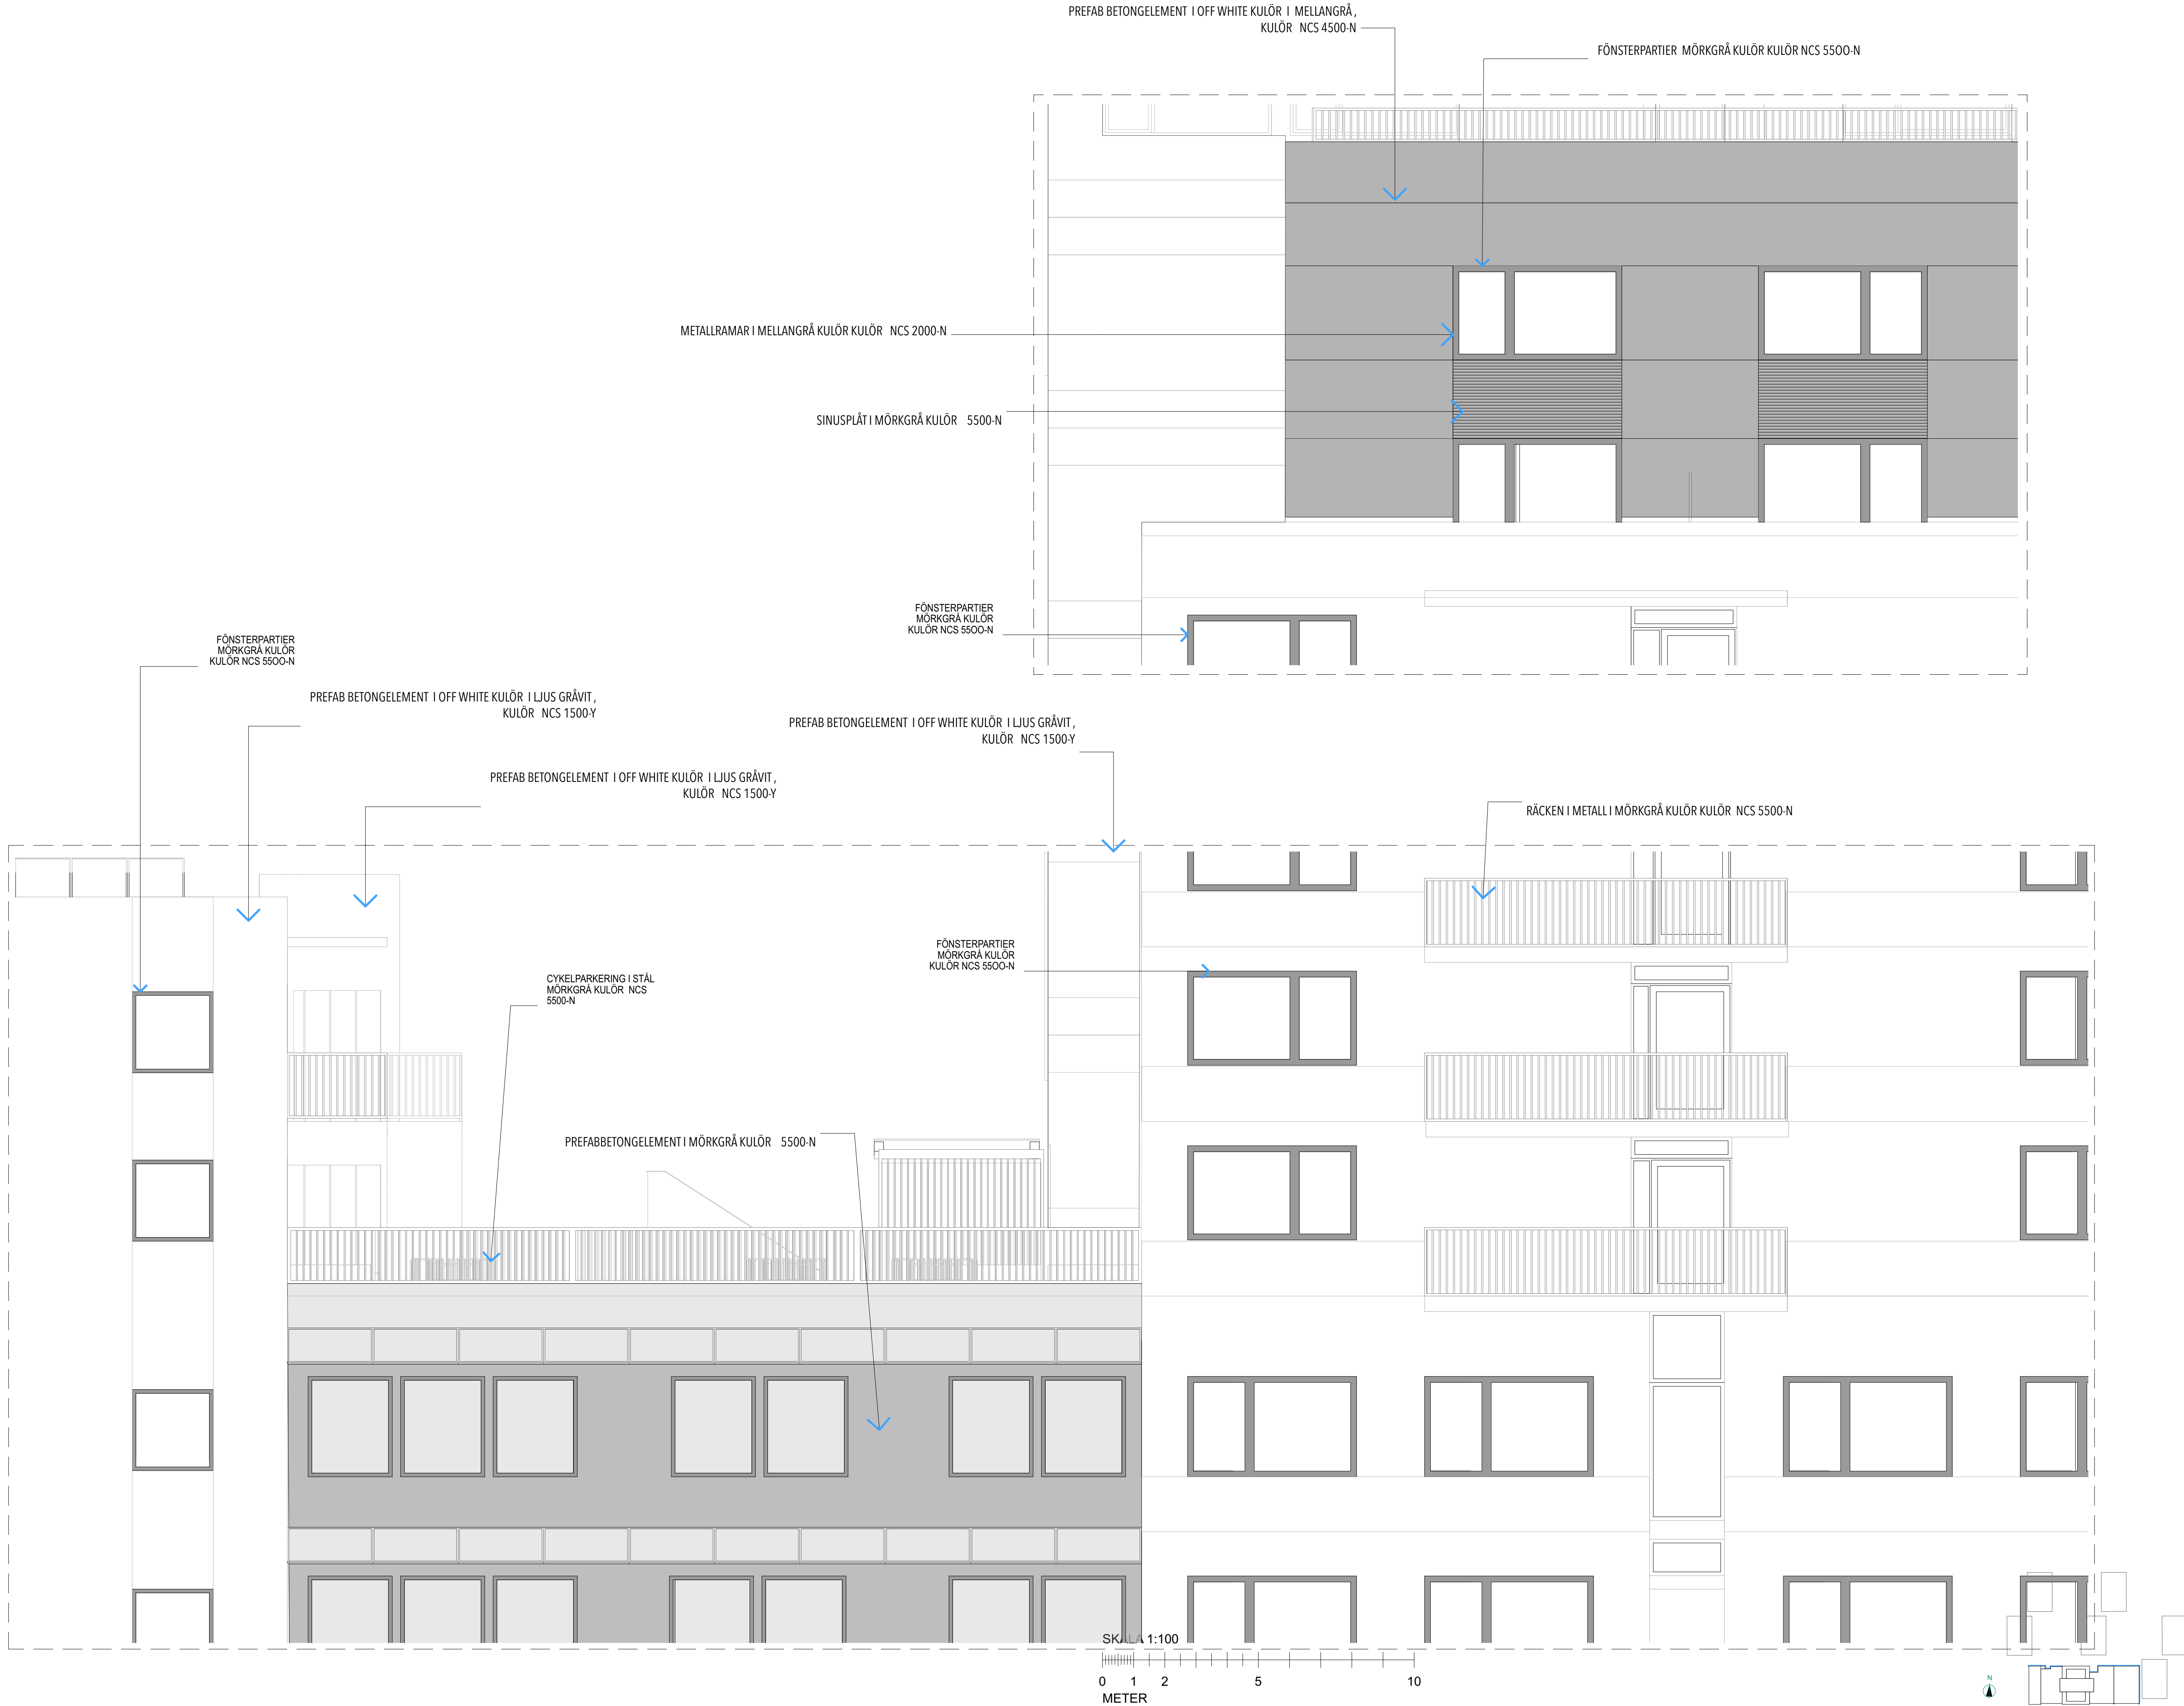 PREFAB BETONGELEMENT I OFF WHITE KULÖR I MELLANGRÅ,
KULÖR NCS 4500-N
FÖNSTERPARTIER MÖRKGRÅ KULÖR KULÖR NCS 55OO-N
METALLRAMAR I MELLANGRÅ KULÖR KULÖR NCS 2000-N
SINUSPLÅT I MÖRKGRÅ KULÖR 5500-N
FÖNSTERPARTIER
MÖRKGRÅ KULÖR
KULÖR NCS 55OO-N
FÖNSTERPARTIER
MÖRKGRÅ KULÖR
KULÖR NCS 55OO-N
PREFAB BETONGELEMENT I OFF WHITE KULÖR I LJUS GRÅVIT,
KULÖR NCS 1500-Y
PREFAB BETONGELEMENT I OFF WHITE KULÖR I LJUS GRÅVIT,
KULÖR NCS 1500-Y
PREFAB BETONGELEMENT I OFF WHITE KULÖR I LJUS GRÅVIT,
KULÖR NCS 1500-Y
RÄCKEN I METALL I MÖRKGRÅ KULÖR KULÖR NCS 5500-N
FÖNSTERPARTIER
MÖRKGRÅ KULÖR
KULÖR NCS 55OO-N
CYKELPARKERING I STÅL
MÖRKGRÅ KULÖR NCS
5500-N
PREFABBETONGELEMENT I MÖRKGRÅ KULÖR 5500-N
SKALA 1:100
0 1 2 5 10
METER
N